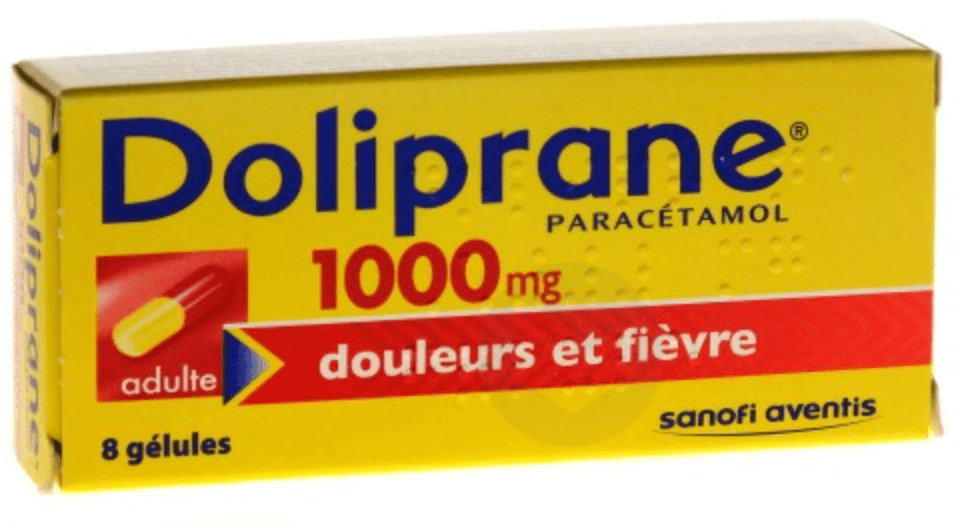 Doliprane®
PARACÉTAMOL
1000 mg
douleurs et fièvre
adulte
8 gélules
sanofi aventis
Doliprane